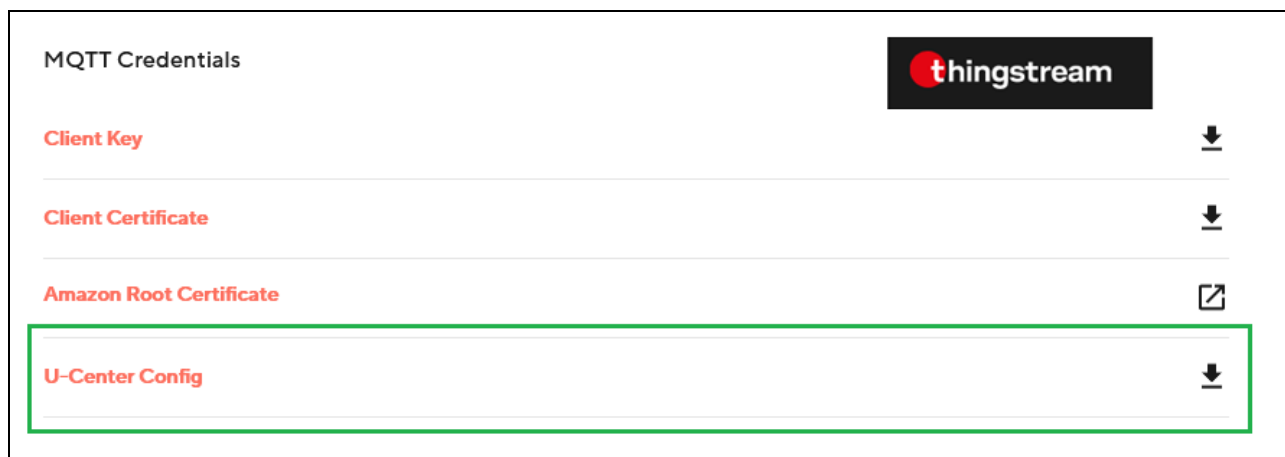 MQTT Credentials
thingstream
Client Key
Client Certificate
Amazon Root Certificate
U-Center Config